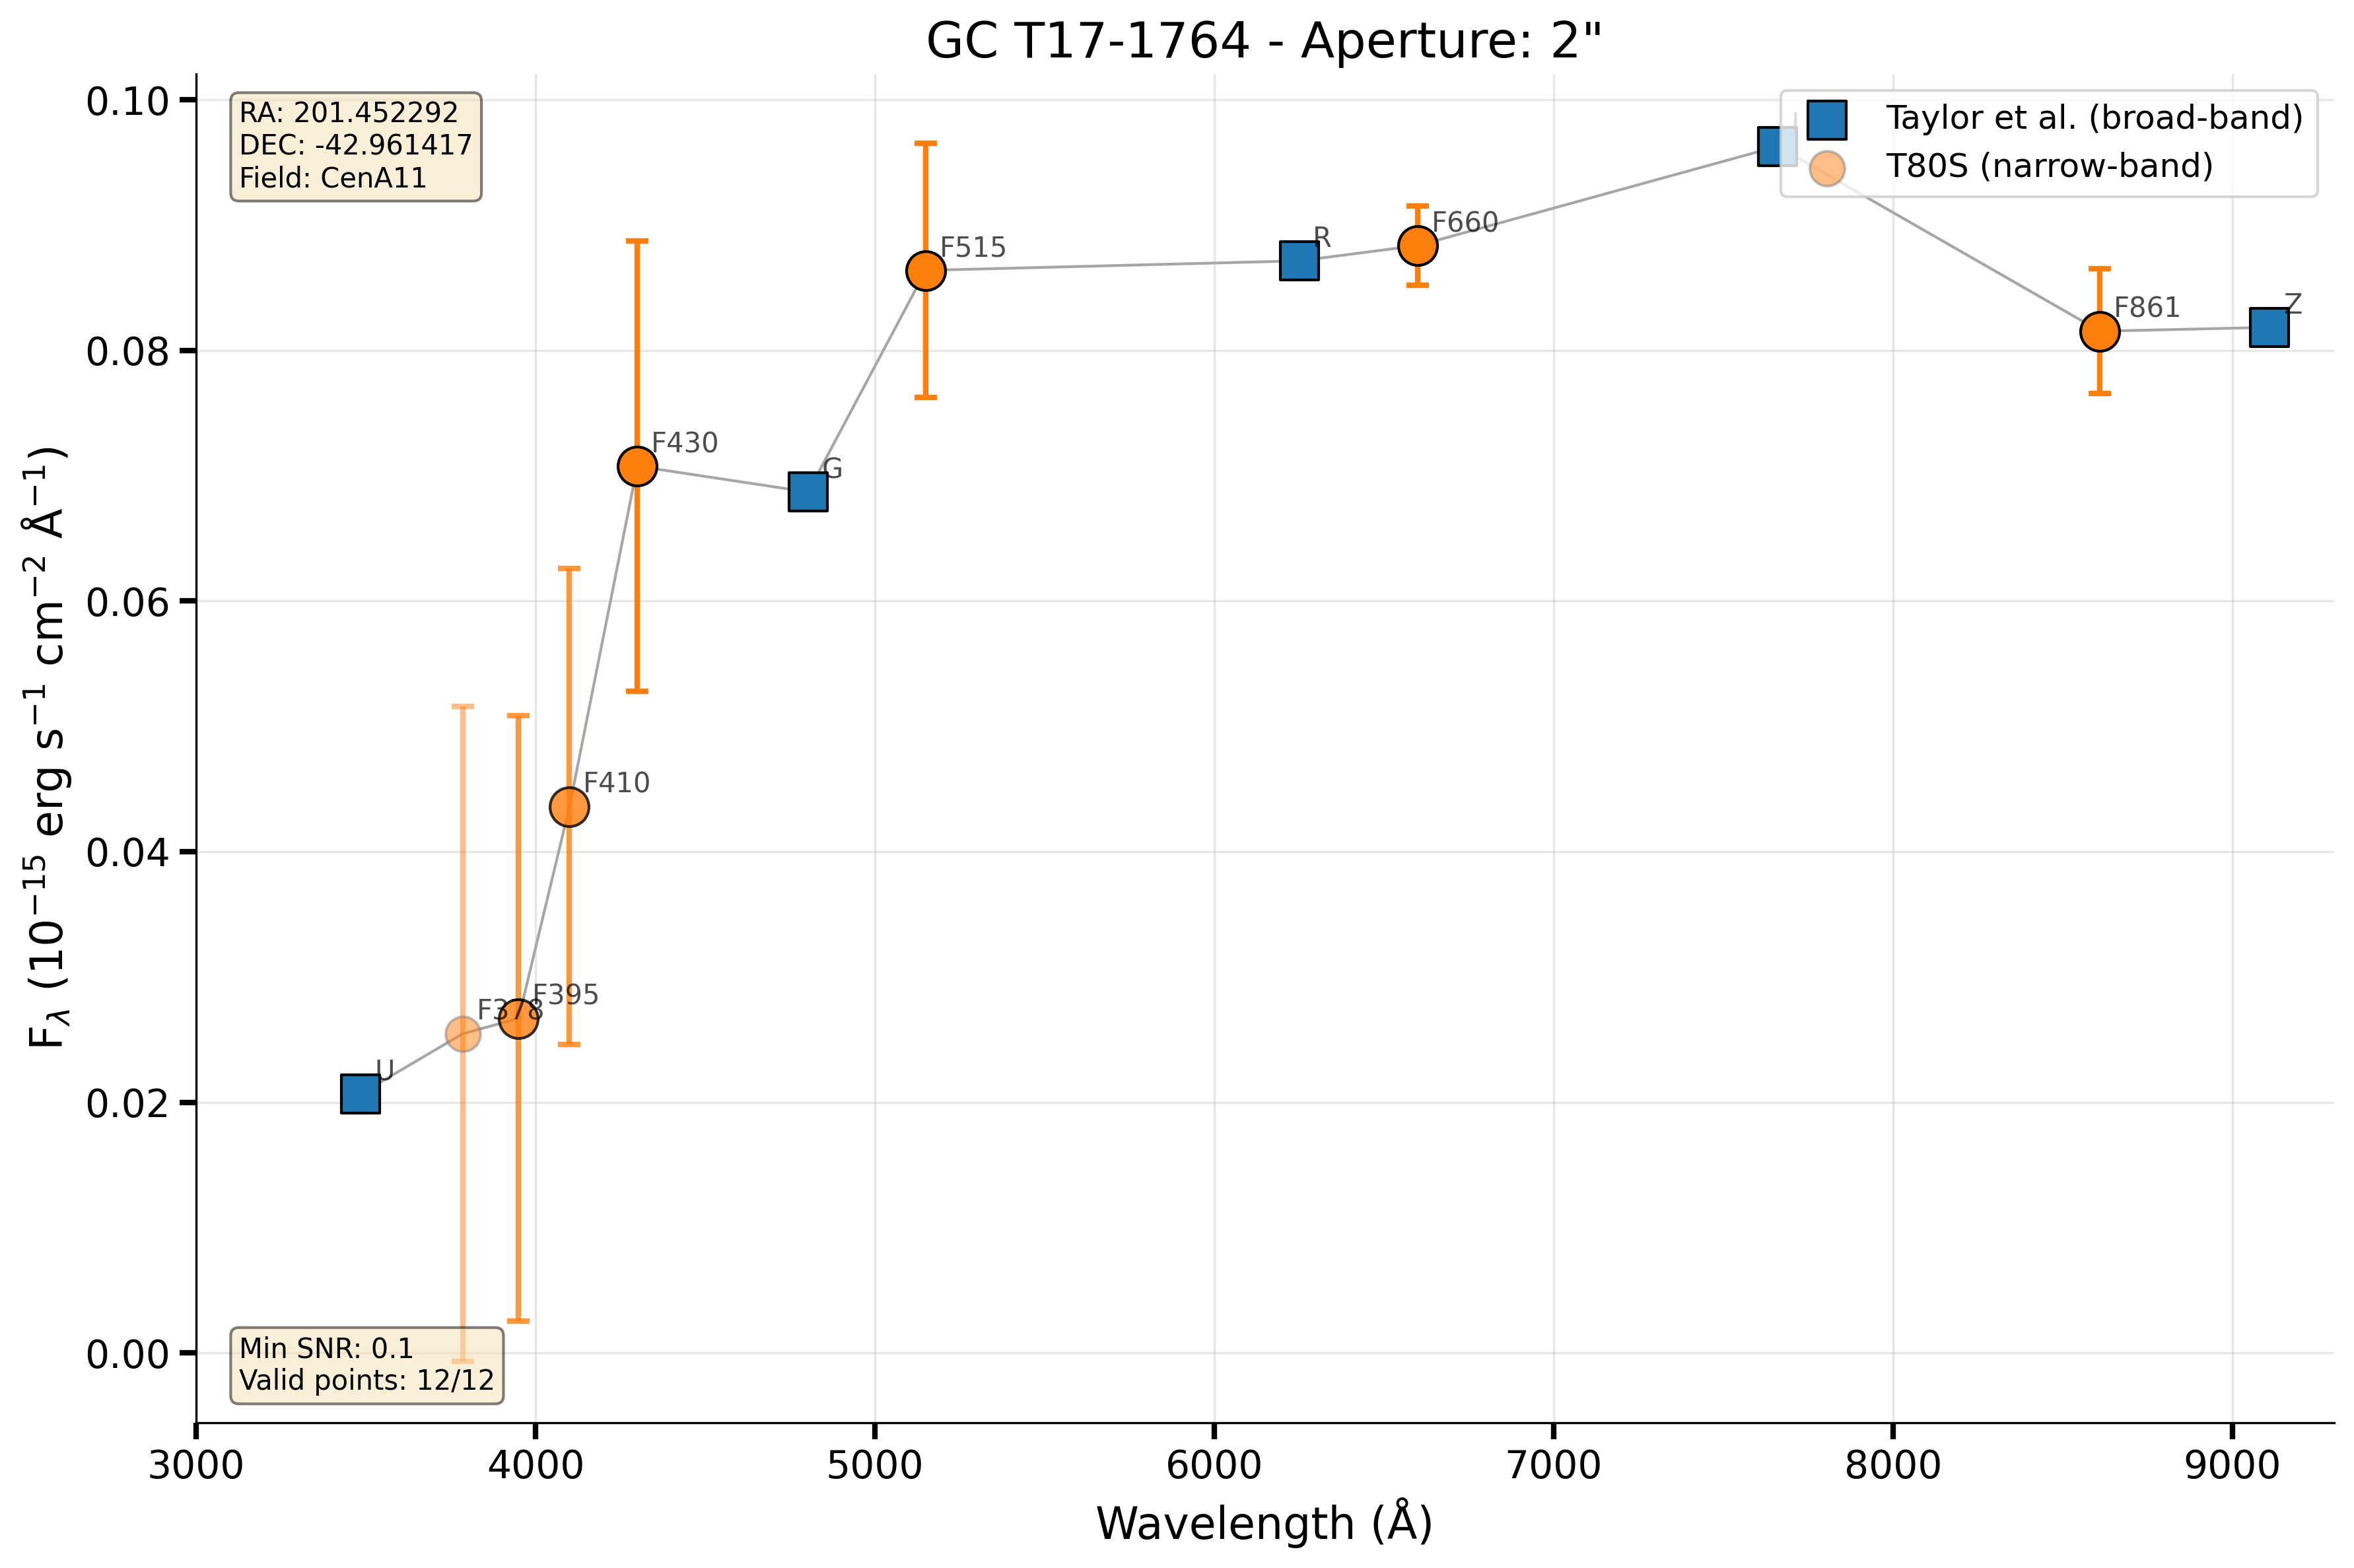 GC T17-1764 - Aperture: 2"
RA: 201.452292
DEC: -42.961417
Field: CenA11
Taylor et al. (broad-band)
T80S (narrow-band)
I
F660
R
F515
F861
Z
F430
G
F410
F395
F378
U
Min SNR: 0.1
Valid points: 12/12
0.10
0.08
0.06
0.04
0.02
0.00
F_λ (10⁻¹⁵ erg s⁻¹ cm⁻² Å⁻¹)
3000 4000 5000 6000 7000 8000 9000
Wavelength (Å)